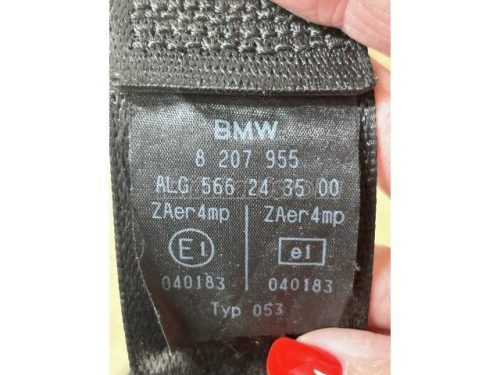 BMW
8 207 955
ALG 566 24 35 00
ZAer4mp ZAer4mp
E1 e1
040183 040183
Typ 053